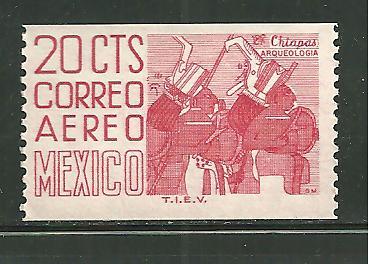 20 CTS
CORREO
AEREO
MEXICO
Chiapas
ARQUEOLOGIA
T.I.E.V.